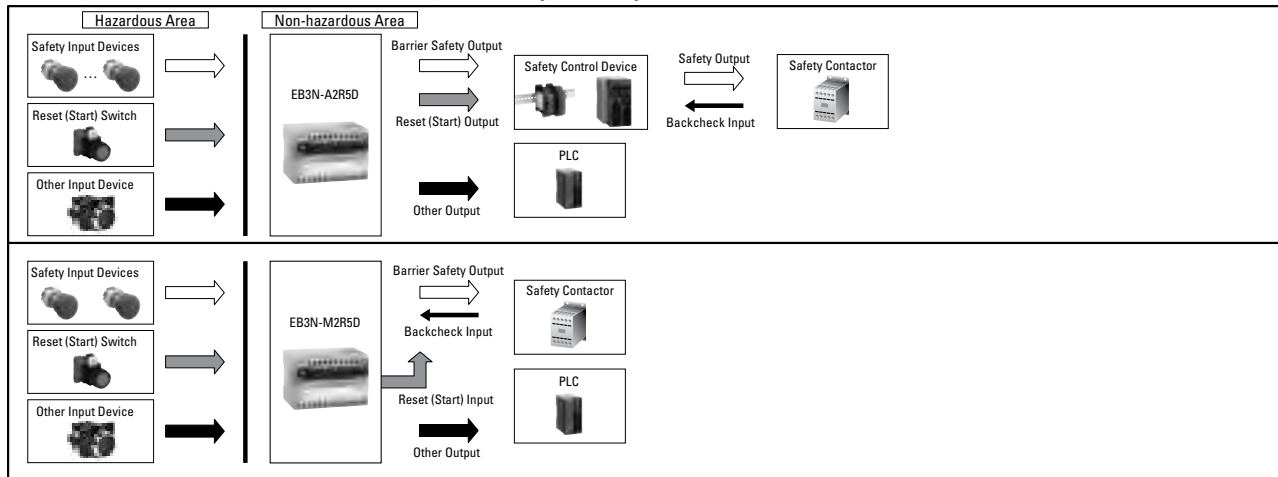 Hazardous Area
Non-hazardous Area
Safety Input Devices
...
Reset (Start) Switch
Other Input Device
EB3N-A2R5D
Barrier Safety Output
Reset (Start) Output
Other Output
Safety Control Device
PLC
Safety Output
Backcheck Input
Safety Contactor
Safety Input Devices
Reset (Start) Switch
Other Input Device
EB3N-M2R5D
Barrier Safety Output
Backcheck Input
Reset (Start) Input
Other Output
Safety Contactor
PLC